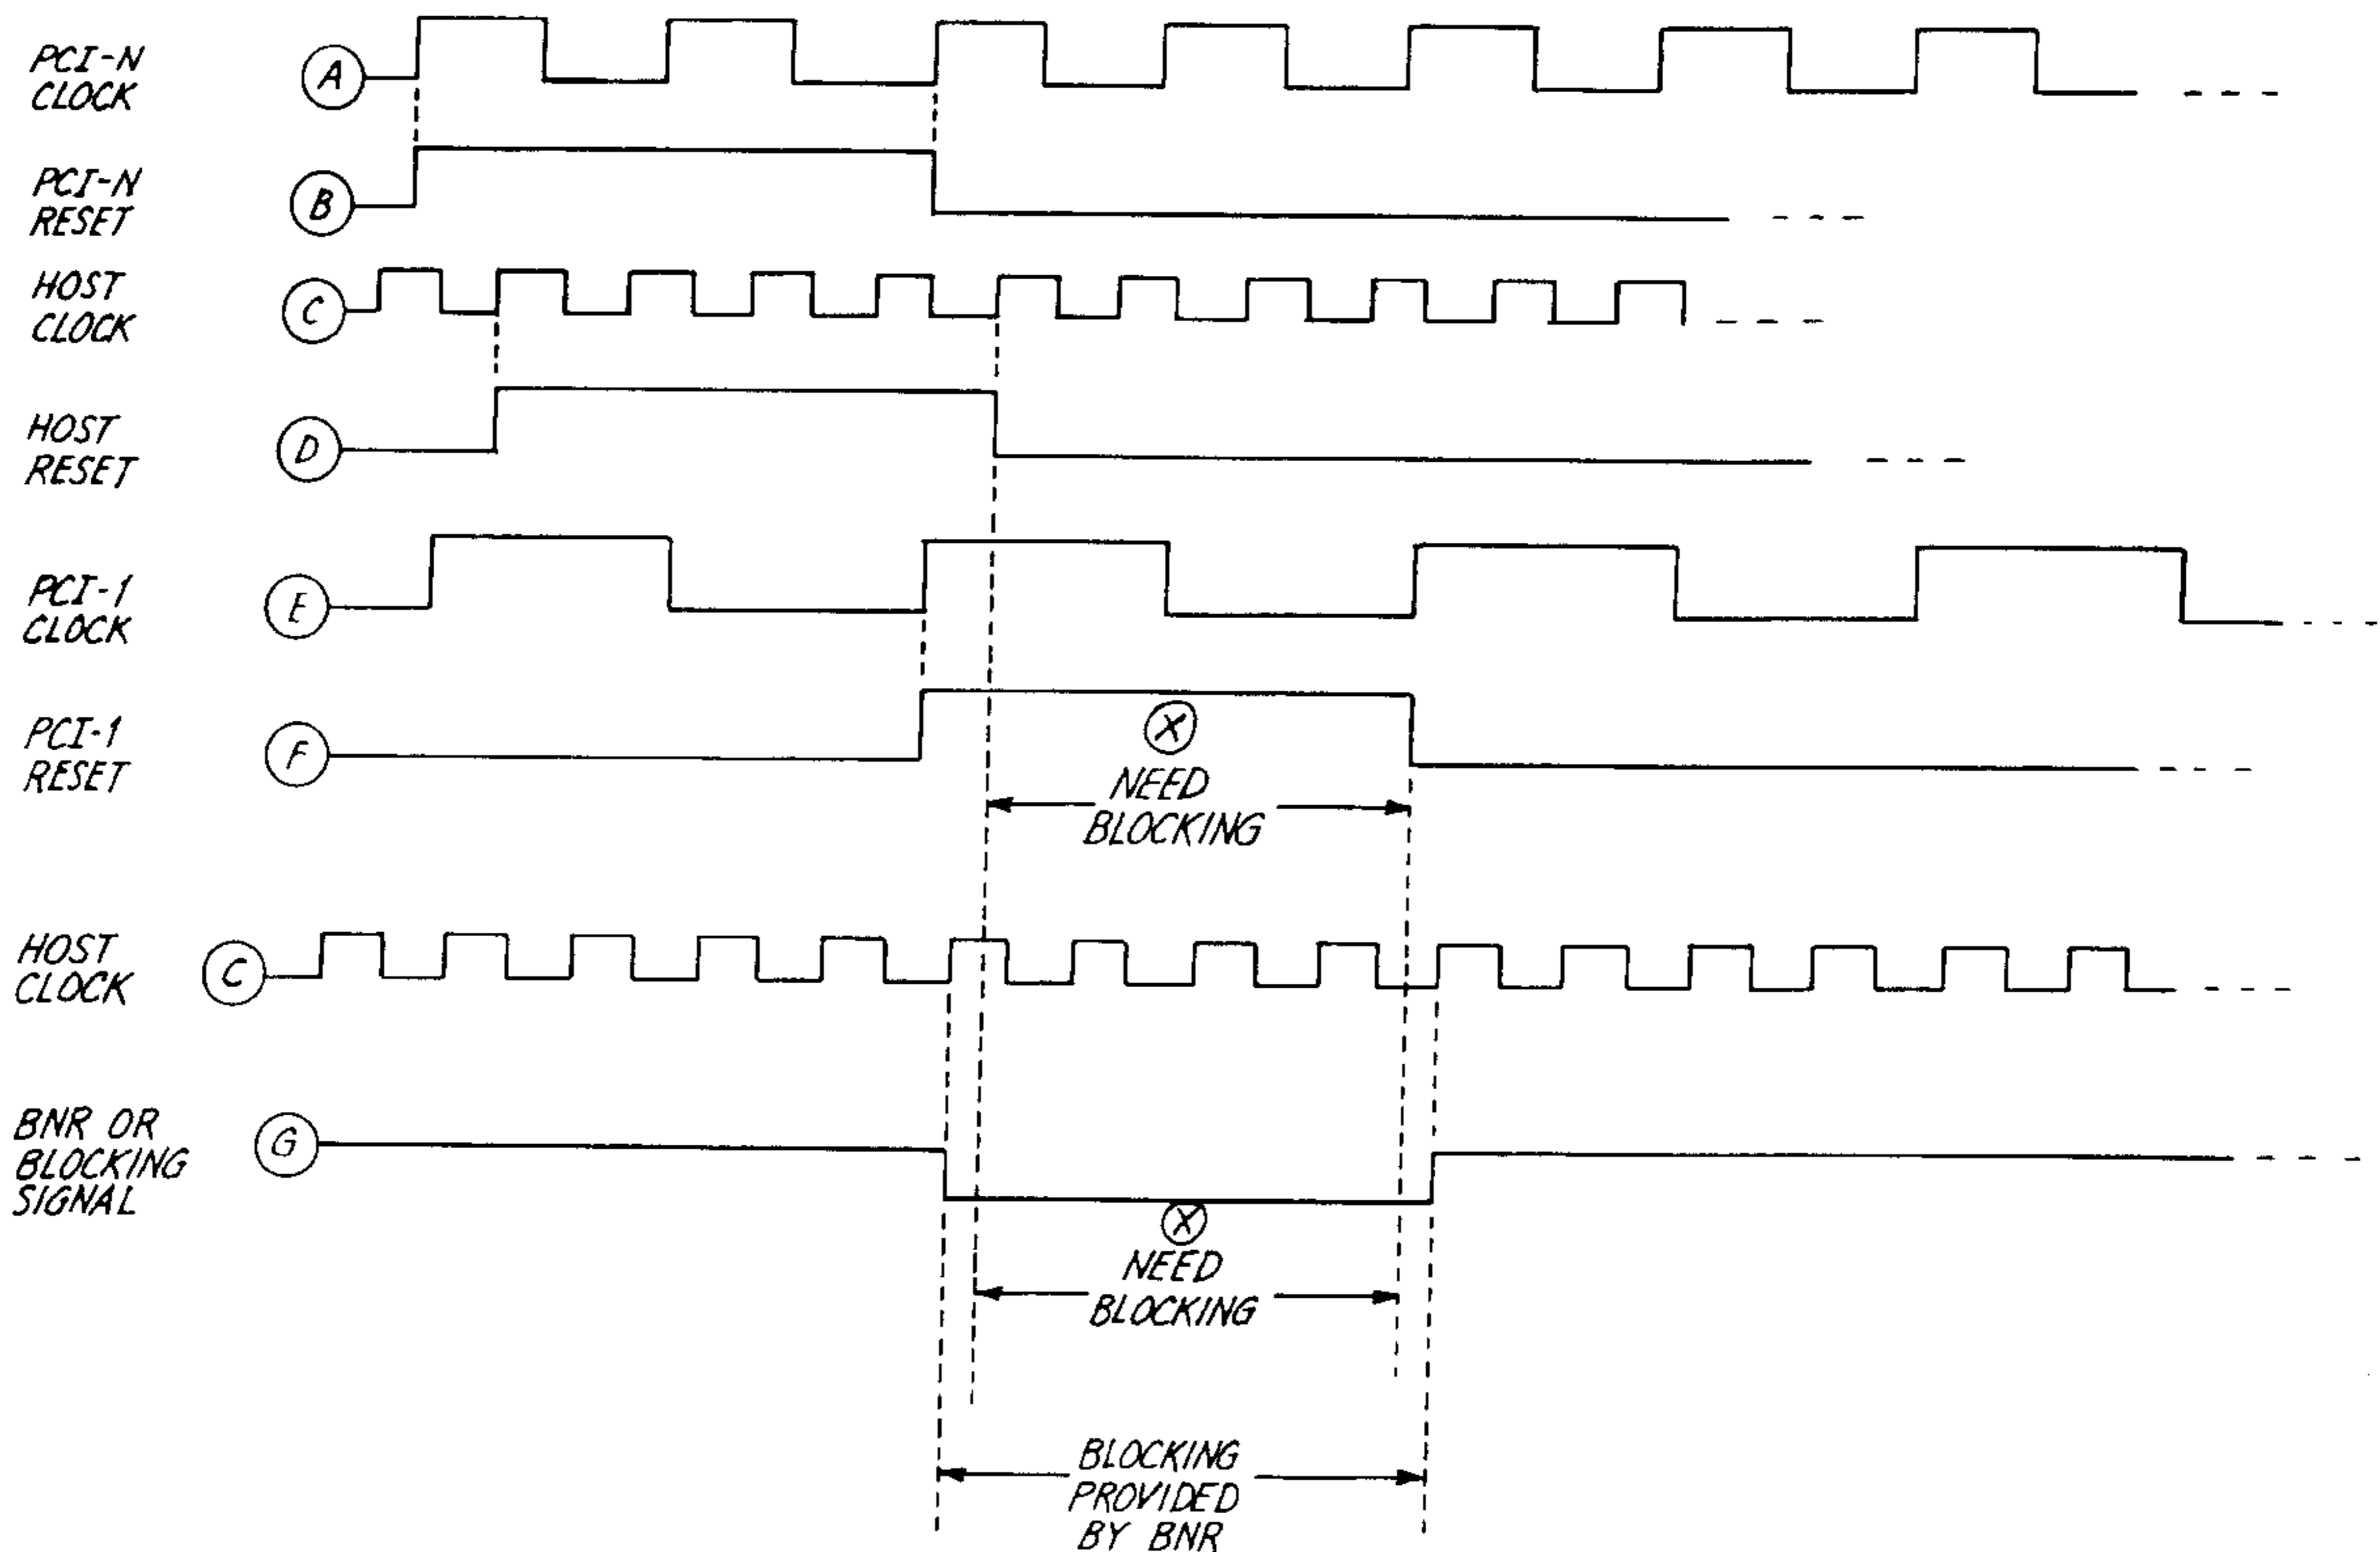 PCI-N
CLOCK
A
PCI-N
RESET
B
HOST
CLOCK
C
HOST
RESET
D
PCI-1
CLOCK
E
PCI-1
RESET
F
X
NEED
BLOCKING
HOST
CLOCK
C
BNR OR
BLOCKING
SIGNAL
G
X
NEED
BLOCKING
BLOCKING
PROVIDED
BY BNR